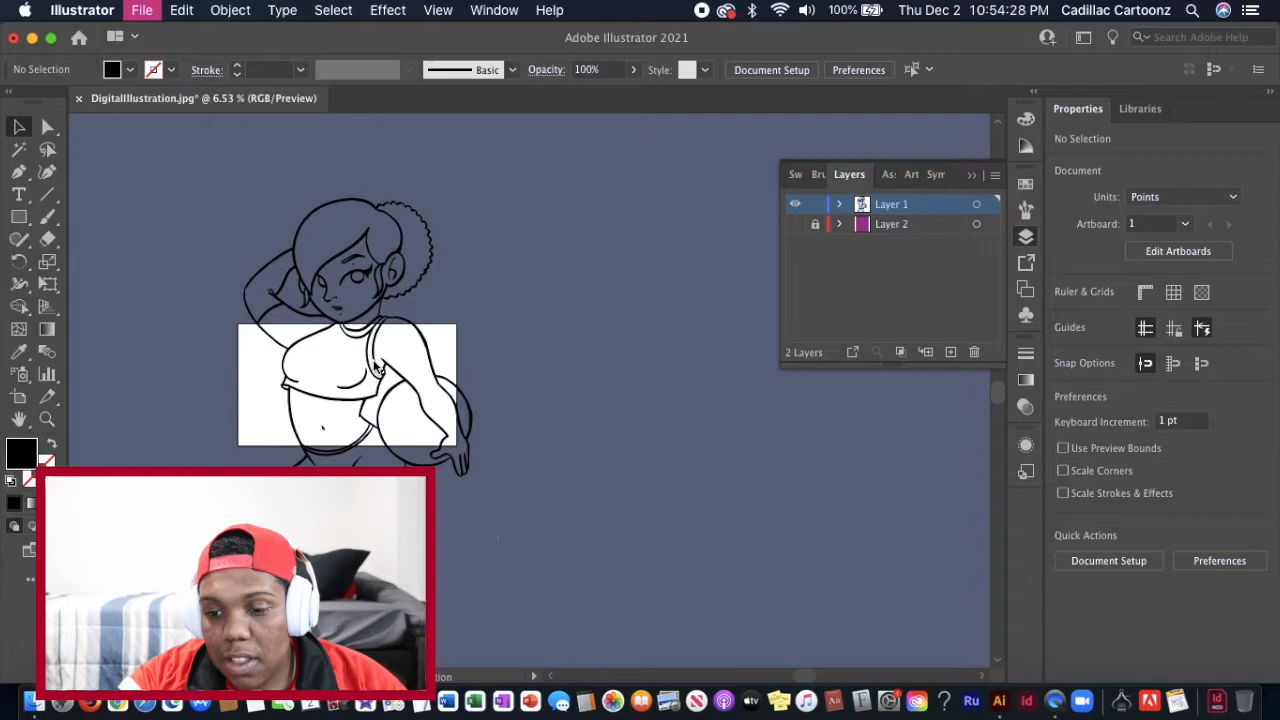 Illustrator File Edit Object Type Select Effect View Window Help 100% Thu Dec 2 10:54:28 PM Cadillac Cartoonz
Adobe Illustrator 2021 Search Adobe Help
No Selection Stroke: Basic Opacity: 100% Style: Document Setup Preferences
DigitalIllustration.jpg* @ 6.53 % (RGB/Preview)
Properties Libraries
No Selection
Document
Units: Points
Artboard: 1
Edit Artboards
Ruler & Grids
Guides
Snap Options
Preferences
Keyboard Increment: 1 pt
Use Preview Bounds
Scale Corners
Scale Strokes & Effects
Quick Actions
Document Setup Preferences
Sw Bru Layers As Art Sym
Layer 1
Layer 2
2 Layers